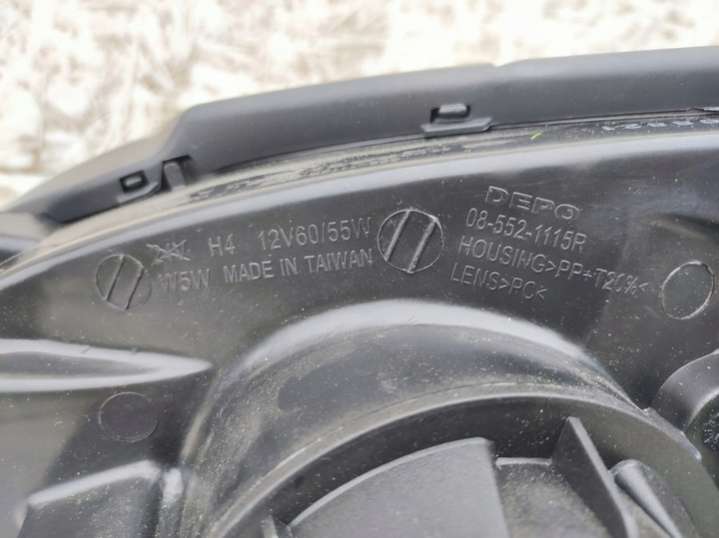 H4 12V60/55W
W5W MADE IN TAIWAN
DEPO
08-552-1115R
HOUSING>PP+T20%<
LENS>PC<